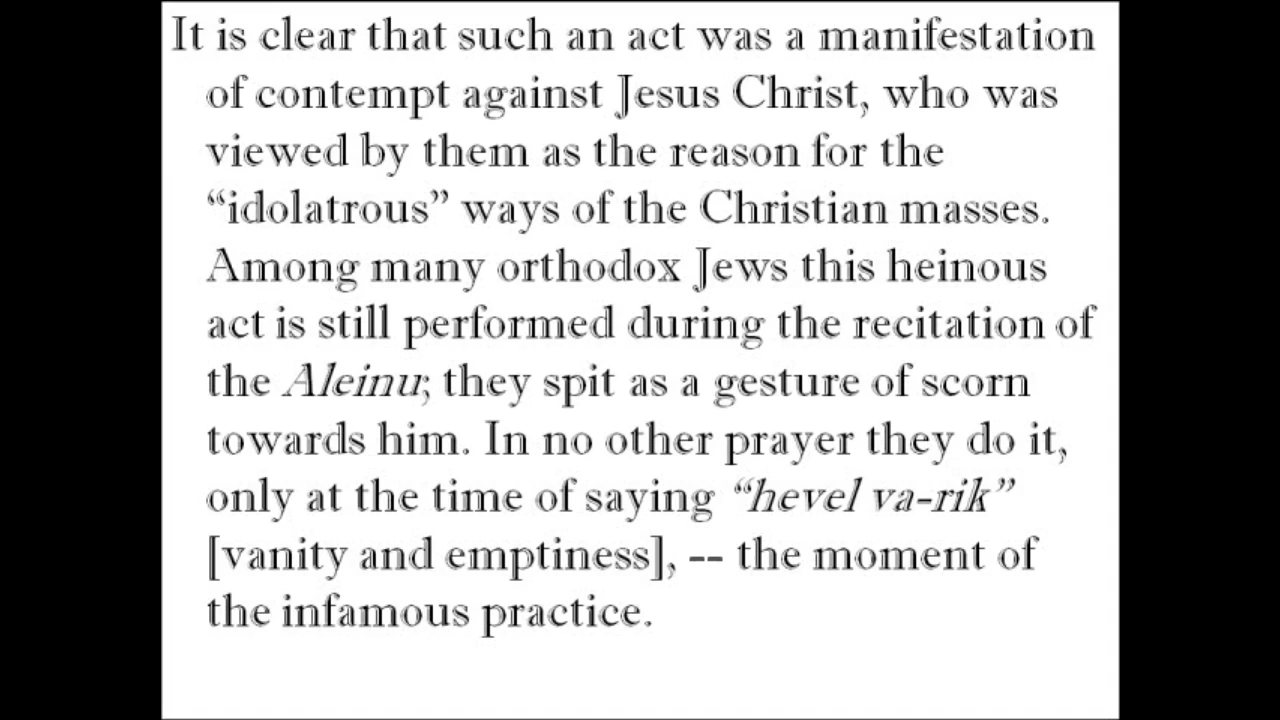 It is clear that such an act was a manifestation
of contempt against Jesus Christ, who was
viewed by them as the reason for the
“idolatrous” ways of the Christian masses.
Among many orthodox Jews this heinous
act is still performed during the recitation of
the Aleinu; they spit as a gesture of scorn
towards him. In no other prayer they do it,
only at the time of saying “hevel va-rik”
[vanity and emptiness], -- the moment of
the infamous practice.